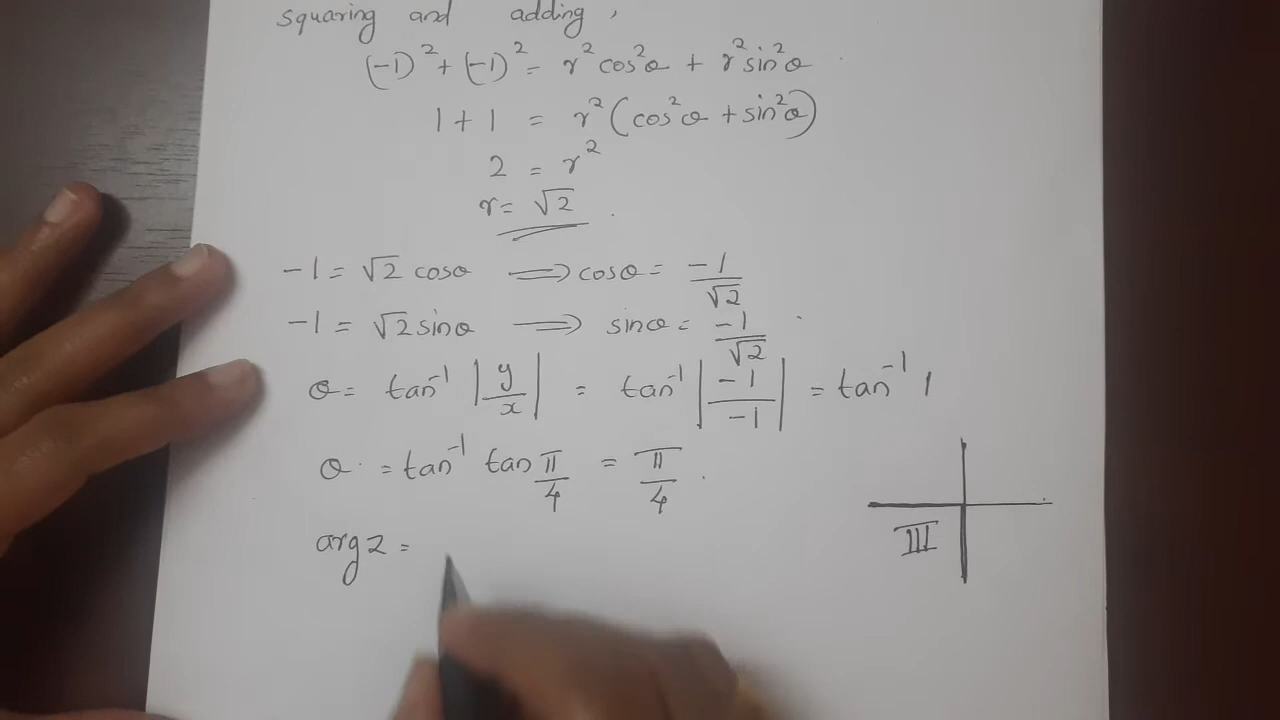 squaring and adding,
(-1)² + (-1)² = r²cos²θ + r²sin²θ
1 + 1 = r²(cos²θ + sin²θ)
2 = r²
r = √2
-1 = √2 cosθ ⟹ cosθ = -1/√2
-1 = √2 sinθ ⟹ sinθ = -1/√2
θ = tan⁻¹ |y/x| = tan⁻¹ |-1/-1| = tan⁻¹ 1
θ = tan⁻¹ tan π/4 = π/4.
III
arg z =